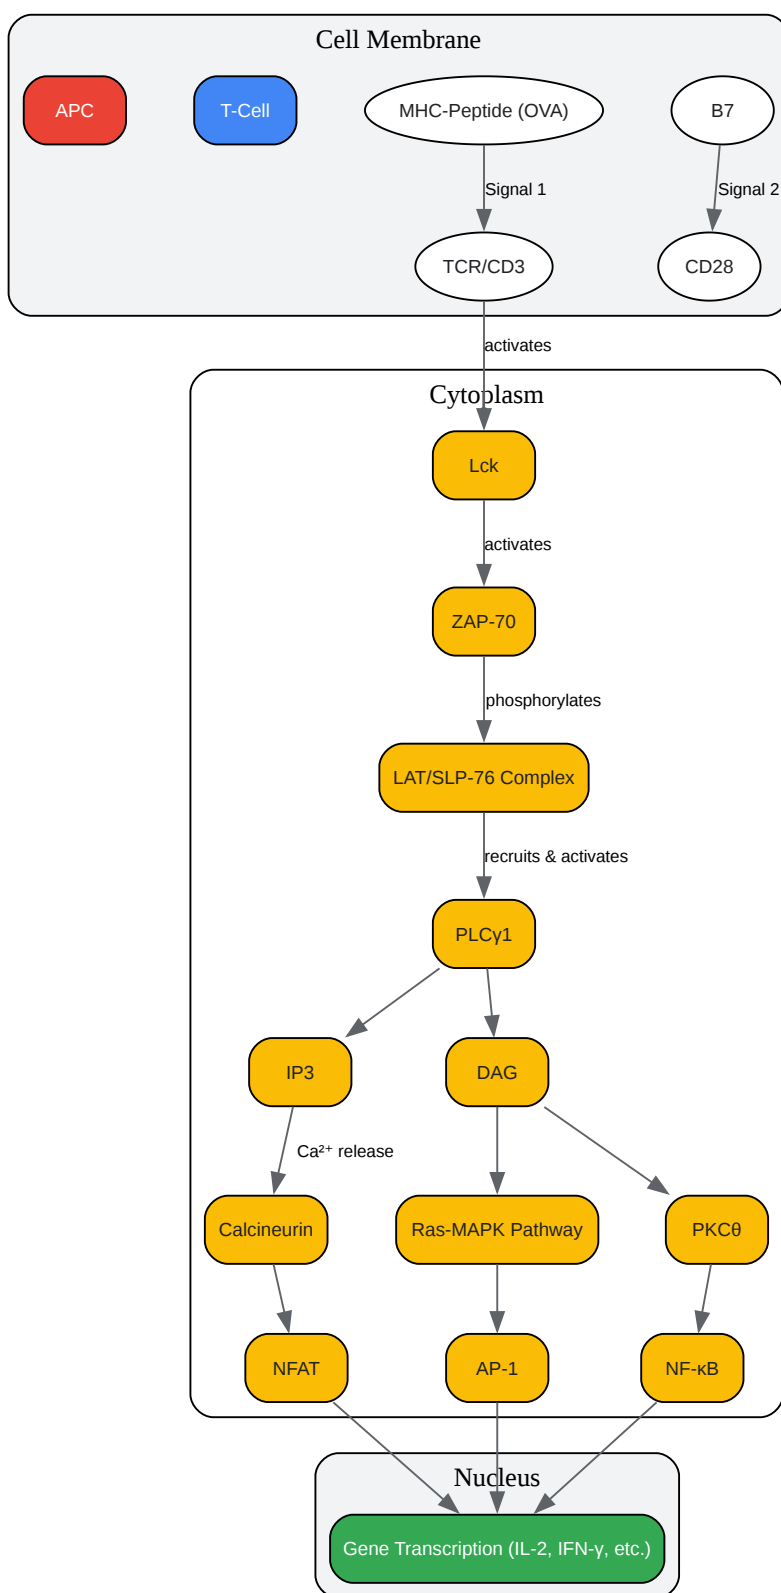 Cell Membrane
APC
T-Cell
MHC-Peptide (OVA)
B7
Signal 1
Signal 2
TCR/CD3
CD28
activates
Cytoplasm
Lck
activates
ZAP-70
phosphorylates
LAT/SLP-76 Complex
recruits & activates
PLCγ1
IP3
DAG
Ca²⁺ release
Calcineurin
Ras-MAPK Pathway
PKCθ
NFAT
AP-1
NF-κB
Nucleus
Gene Transcription (IL-2, IFN-γ, etc.)